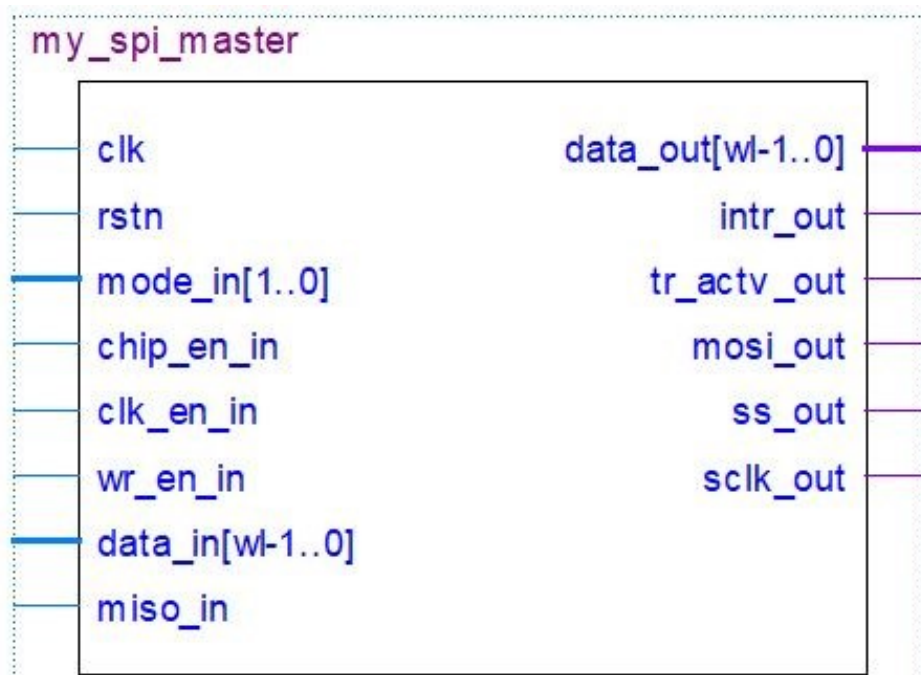 my_spi_master
clk
rstn
mode_in[1..0]
chip_en_in
clk_en_in
wr_en_in
data_in[wl-1..0]
miso_in
data_out[wl-1..0]
intr_out
tr_actv_out
mosi_out
ss_out
sclk_out